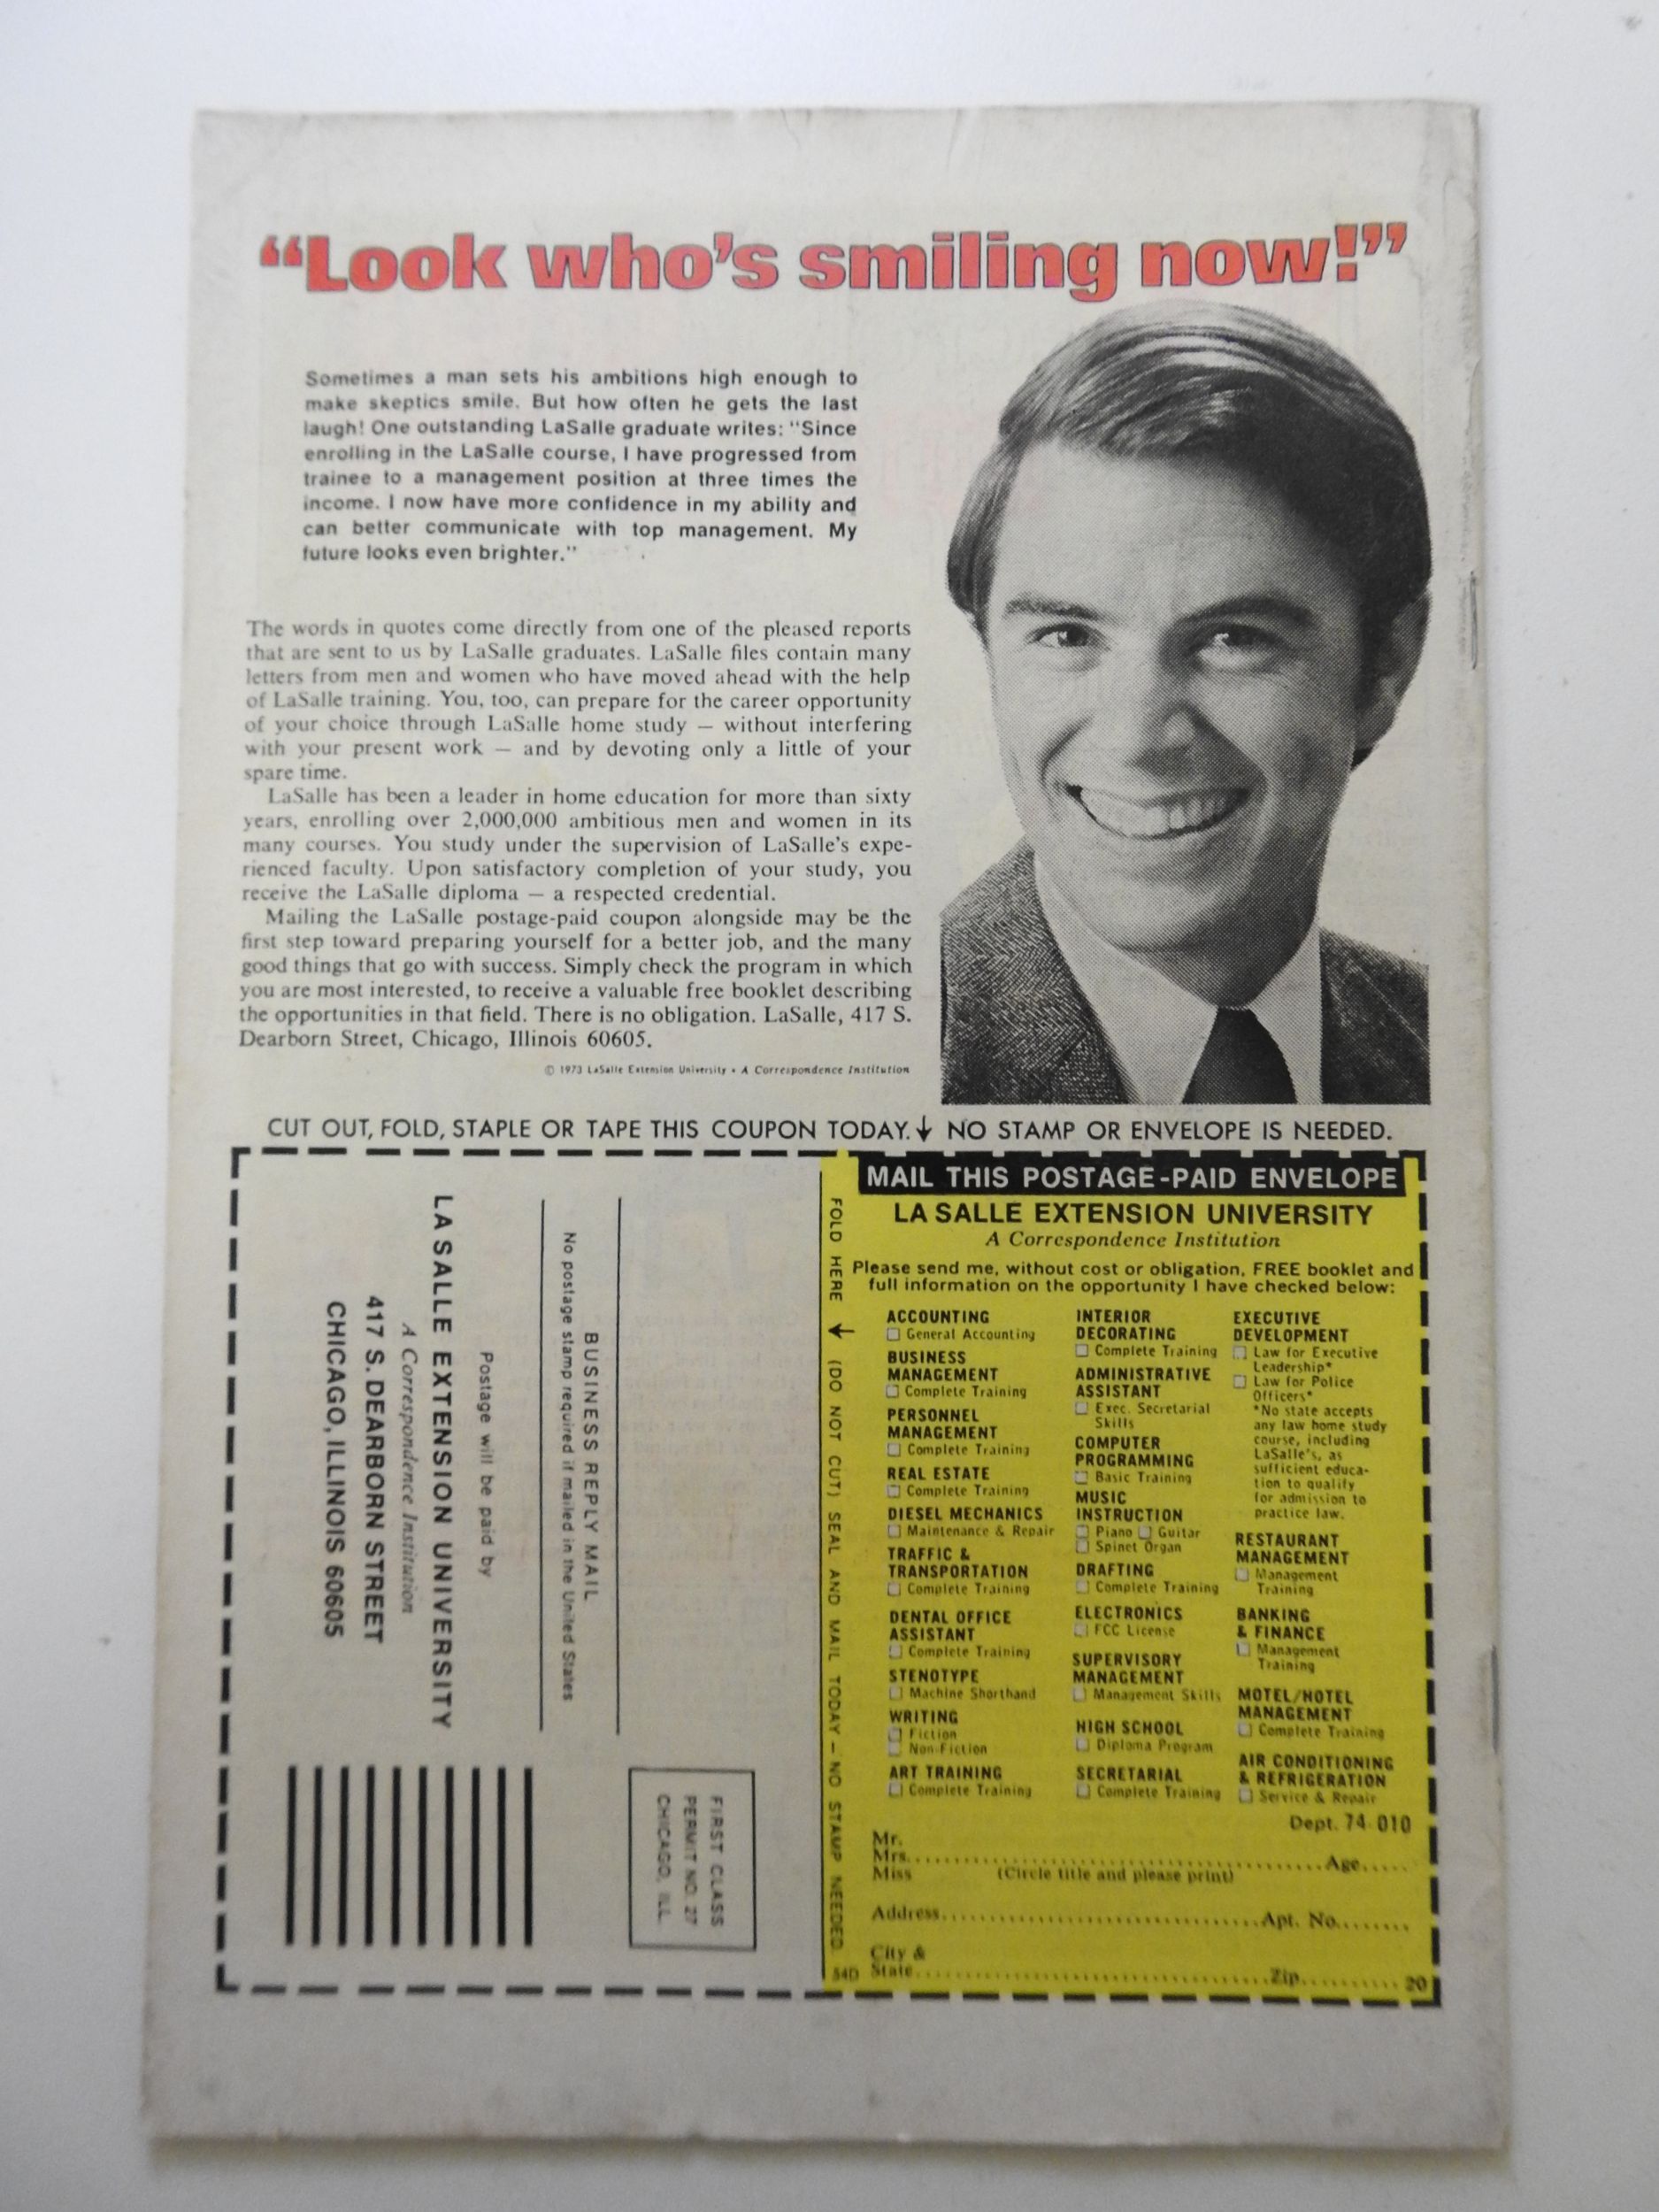 “Look who’s smiling now!”
Sometimes a man sets his ambitions high enough to
make skeptics smile. But how often he gets the last
laugh! One outstanding LaSalle graduate writes: “Since
enrolling in the LaSalle course, I have progressed from
trainee to a management position at three times the
income. I now have more confidence in my ability and
can better communicate with top management. My
future looks even brighter.”
The words in quotes come directly from one of the pleased reports
that are sent to us by LaSalle graduates. LaSalle files contain many
letters from men and women who have moved ahead with the help
of LaSalle training. You, too, can prepare for the career opportunity
of your choice through LaSalle home study — without interfering
with your present work — and by devoting only a little of your
spare time.
LaSalle has been a leader in home education for more than sixty
years, enrolling over 2,000,000 ambitious men and women in its
many courses. You study under the supervision of LaSalle’s expe-
rienced faculty. Upon satisfactory completion of your study, you
receive the LaSalle diploma — a respected credential.
Mailing the LaSalle postage-paid coupon alongside may be the
first step toward preparing yourself for a better job, and the many
good things that go with success. Simply check the program in which
you are most interested, to receive a valuable free booklet describing
the opportunities in that field. There is no obligation. LaSalle, 417 S.
Dearborn Street, Chicago, Illinois 60605.
© 1973 LaSalle Extension University • A Correspondence Institution
CUT OUT, FOLD, STAPLE OR TAPE THIS COUPON TODAY. NO STAMP OR ENVELOPE IS NEEDED.
FIRST CLASS
PERMIT NO. 27
CHICAGO, ILL.
BUSINESS REPLY MAIL
No postage stamp required if mailed in the United States
Postage will be paid by
LA SALLE EXTENSION UNIVERSITY
A Correspondence Institution
417 S. DEARBORN STREET
CHICAGO, ILLINOIS 60605
FOLD HERE (DO NOT CUT) SEAL AND MAIL TODAY — NO STAMP NEEDED
MAIL THIS POSTAGE-PAID ENVELOPE
LA SALLE EXTENSION UNIVERSITY
A Correspondence Institution
Please send me, without cost or obligation, FREE booklet and
full information on the opportunity I have checked below:
ACCOUNTING
General Accounting
BUSINESS
MANAGEMENT
Complete Training
PERSONNEL
MANAGEMENT
Complete Training
REAL ESTATE
Complete Training
DIESEL MECHANICS
Maintenance & Repair
TRAFFIC &
TRANSPORTATION
Complete Training
DENTAL OFFICE
ASSISTANT
Complete Training
STENOTYPE
Machine Shorthand
WRITING
Fiction
Non-Fiction
ART TRAINING
Complete Training
INTERIOR
DECORATING
Complete Training
ADMINISTRATIVE
ASSISTANT
Exec. Secretarial
Skills
COMPUTER
PROGRAMMING
Basic Training
MUSIC
INSTRUCTION
Piano Guitar
Spinet Organ
DRAFTING
Complete Training
ELECTRONICS
FCC License
SUPERVISORY
MANAGEMENT
Management Skills
HIGH SCHOOL
Diploma Program
SECRETARIAL
Complete Training
EXECUTIVE
DEVELOPMENT
Law for Executive
Leadership*
Law for Police
Officers*
*No state accepts
any law home study
course, including
LaSalle's, as
sufficient educa-
tion to qualify
for admission to
practice law.
RESTAURANT
MANAGEMENT
Management
Training
BANKING
& FINANCE
Management
Training
MOTEL/HOTEL
MANAGEMENT
Complete Training
AIR CONDITIONING
& REFRIGERATION
Service & Repair
Dept. 74-010
Mr.
Mrs. Age
Miss (Circle title and please print)
Address Apt. No.
City &
State Zip 20
54D